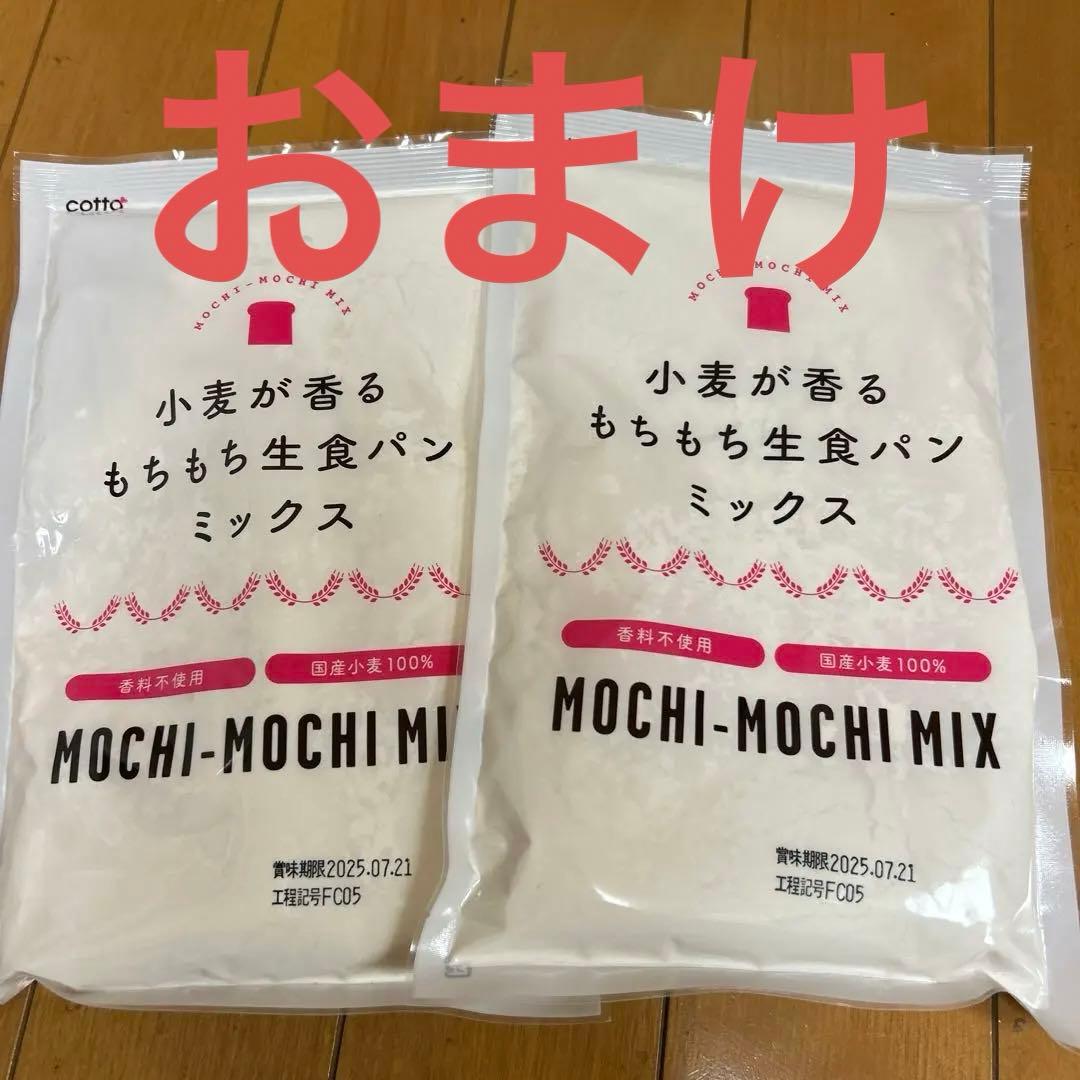 おまけ
cotta
MOCHI-MOCHI MIX
小麦が香る
もちもち生食パン
ミックス
香料不使用
国産小麦100%
MOCHI-MOCHI MI
賞味期限2025.07.21
工程記号FC05
MOCHI-MOCHI MIX
小麦が香る
もちもち生食パン
ミックス
香料不使用
国産小麦100%
MOCHI-MOCHI MIX
賞味期限2025.07.21
工程記号FC05